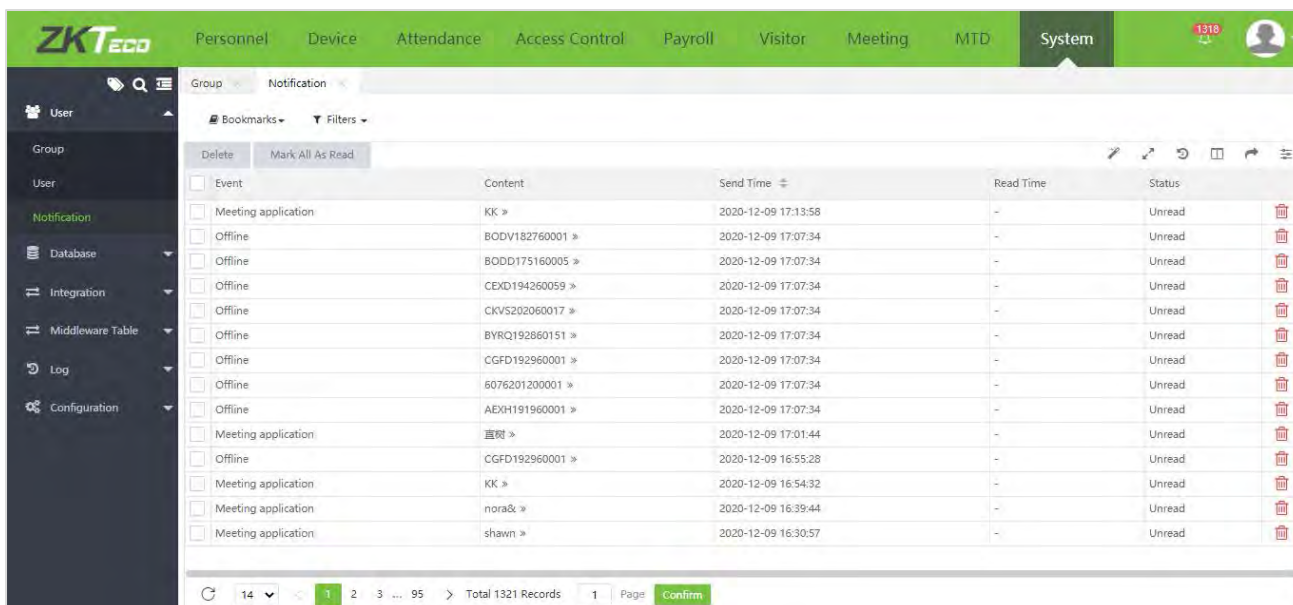 ZKTECO Personnel Device Attendance Access Control Payroll Visitor Meeting MTD System 1318
Group Notification
User
Bookmarks Filters
Group
Delete Mark All As Read
User
Event Content Send Time Read Time Status
Notification
Meeting application KK » 2020-12-09 17:13:58 - Unread
Offline BODV182760001 » 2020-12-09 17:07:34 - Unread
Database
Offline BODD175160005 » 2020-12-09 17:07:34 - Unread
Offline CEXD194260059 » 2020-12-09 17:07:34 - Unread
Integration
Offline CKVS202060017 » 2020-12-09 17:07:34 - Unread
Middleware Table
Offline BYRQ192860151 » 2020-12-09 17:07:34 - Unread
Offline CGFD192960001 » 2020-12-09 17:07:34 - Unread
Log
Offline 6076201200001 » 2020-12-09 17:07:34 - Unread
Configuration
Offline AEXH191960001 » 2020-12-09 17:07:34 - Unread
Meeting application 直树 » 2020-12-09 17:01:44 - Unread
Offline CGFD192960001 » 2020-12-09 16:55:28 - Unread
Meeting application KK » 2020-12-09 16:54:32 - Unread
Meeting application nora& » 2020-12-09 16:39:44 - Unread
Meeting application shawn » 2020-12-09 16:30:57 - Unread
14 < 1 2 3 ... 95 > Total 1321 Records 1 Page Confirm